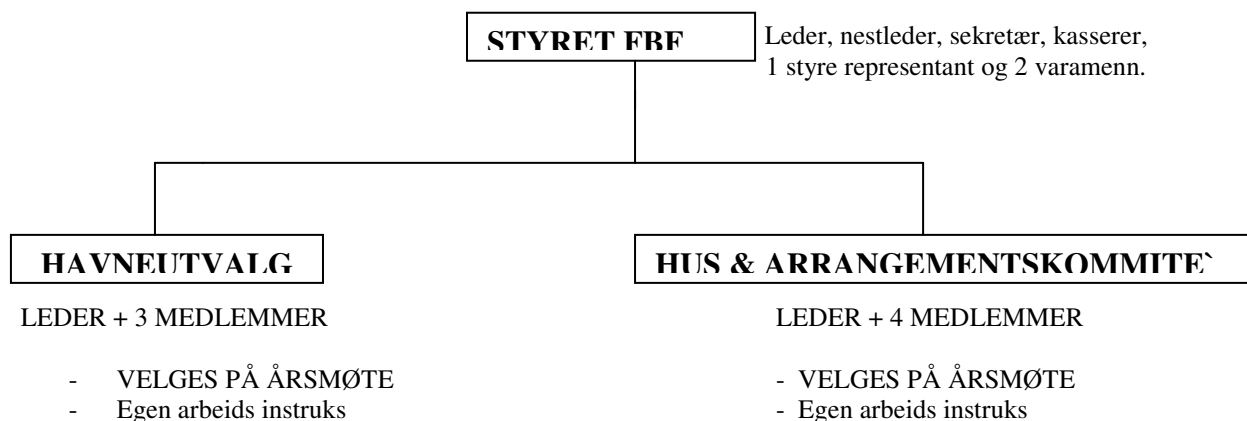 STYRET FBF
Leder, nestleder, sekretær, kasserer,
1 styre representant og 2 varamenn.
HAVNEUTVALG
HUS & ARRANGEMENTSKOMMITE`
LEDER + 3 MEDLEMMER
LEDER + 4 MEDLEMMER
- VELGES PÅ ÅRSMØTE
- Egen arbeids instruks
- VELGES PÅ ÅRSMØTE
- Egen arbeids instruks